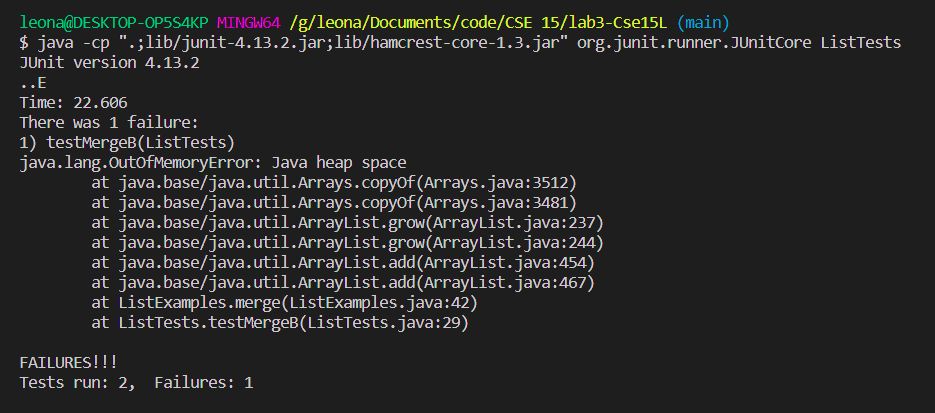 leona@DESKTOP-OP5S4KP MINGW64 /g/leona/Documents/code/CSE 15/lab3-Cse15L (main)
$ java -cp ".;lib/junit-4.13.2.jar;lib/hamcrest-core-1.3.jar" org.junit.runner.JUnitCore ListTests
JUnit version 4.13.2
..E
Time: 22.606
There was 1 failure:
1) testMergeB(ListTests)
java.lang.OutOfMemoryError: Java heap space
        at java.base/java.util.Arrays.copyOf(Arrays.java:3512)
        at java.base/java.util.Arrays.copyOf(Arrays.java:3481)
        at java.base/java.util.ArrayList.grow(ArrayList.java:237)
        at java.base/java.util.ArrayList.grow(ArrayList.java:244)
        at java.base/java.util.ArrayList.add(ArrayList.java:454)
        at java.base/java.util.ArrayList.add(ArrayList.java:467)
        at ListExamples.merge(ListExamples.java:42)
        at ListTests.testMergeB(ListTests.java:29)
FAILURES!!!
Tests run: 2,  Failures: 1